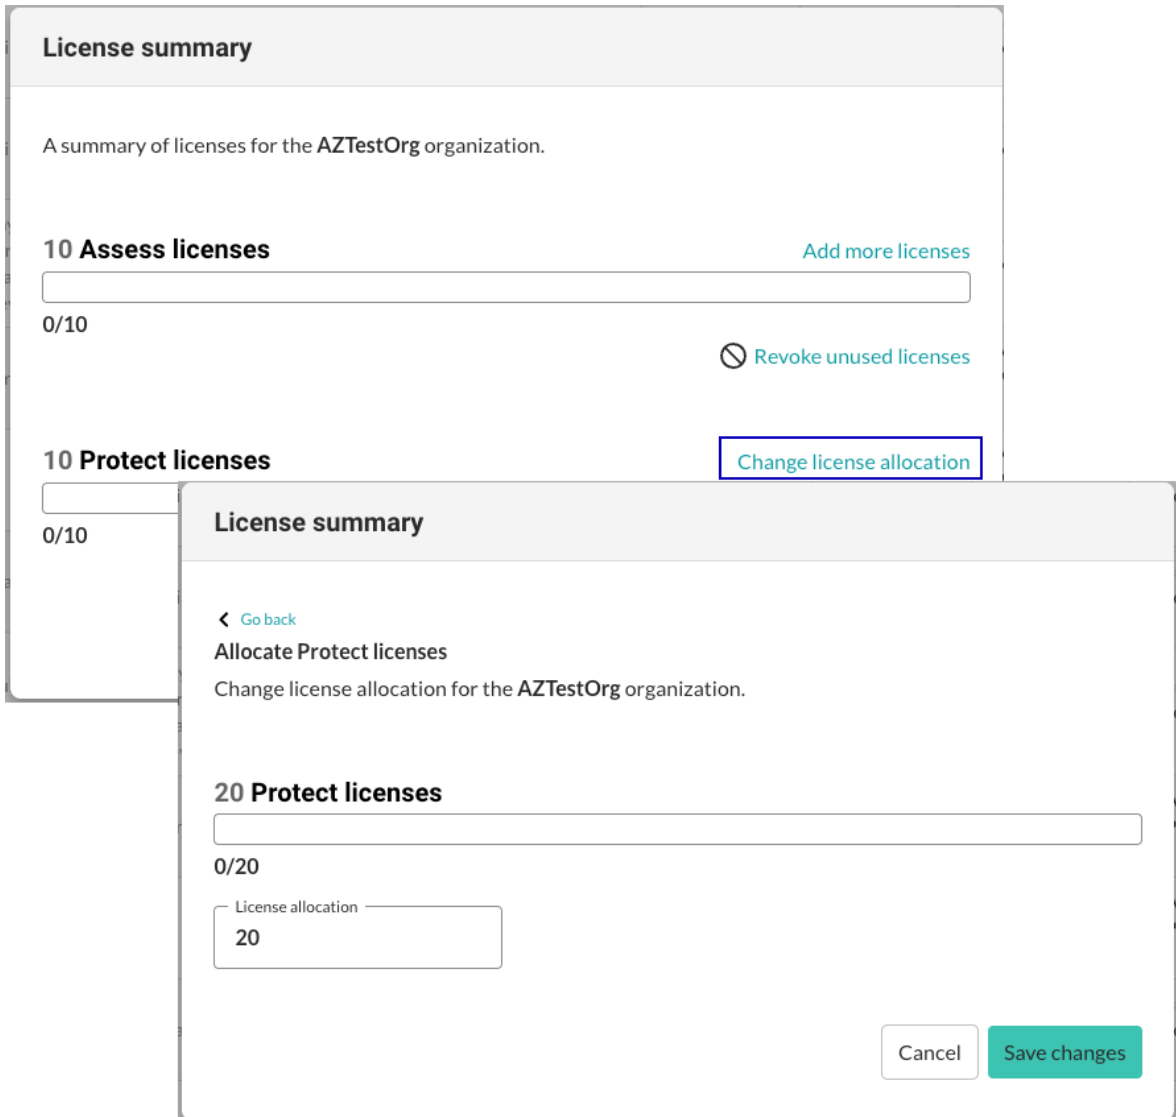 License summary
A summary of licenses for the AZTestOrg organization.
10 Assess licenses
Add more licenses
0/10
Revoke unused licenses
10 Protect licenses
Change license allocation
0/10
License summary
Go back
Allocate Protect licenses
Change license allocation for the AZTestOrg organization.
20 Protect licenses
0/20
License allocation
20
Cancel
Save changes